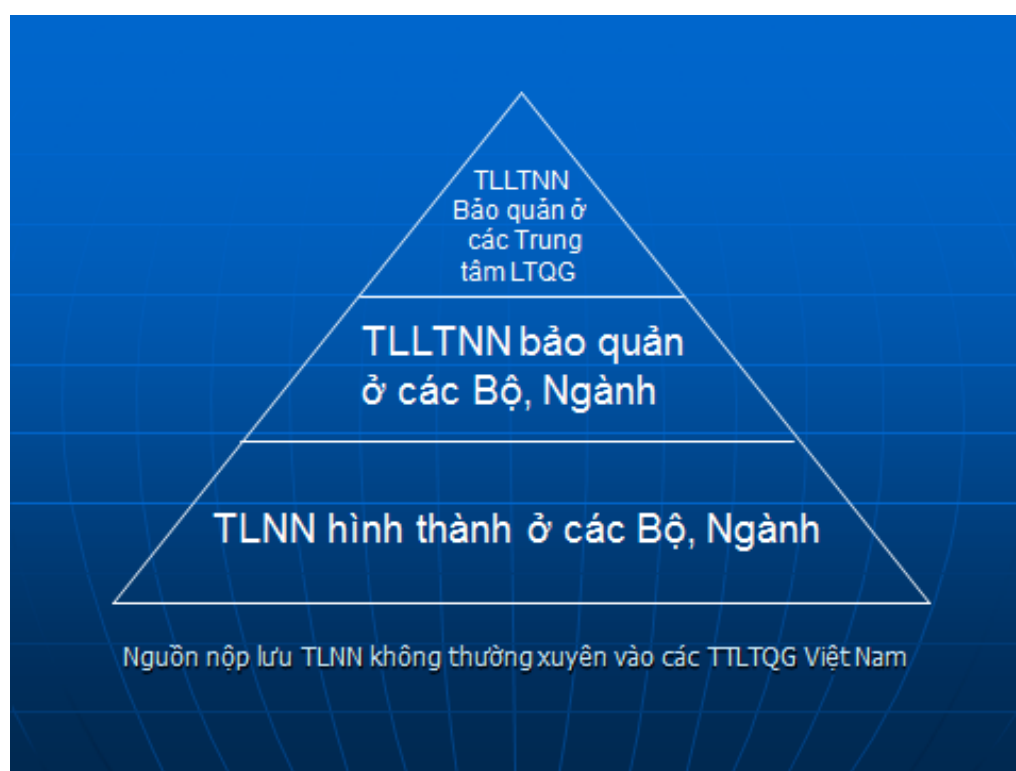 TLLTNN
Bảo quản ở
các Trung
tâm LTQG
TLLTNN bảo quản
ở các Bộ, Ngành
TLNN hình thành ở các Bộ, Ngành
Nguồn nộp lưu TLNN không thường xuyên vào các TTLTQG Việt Nam